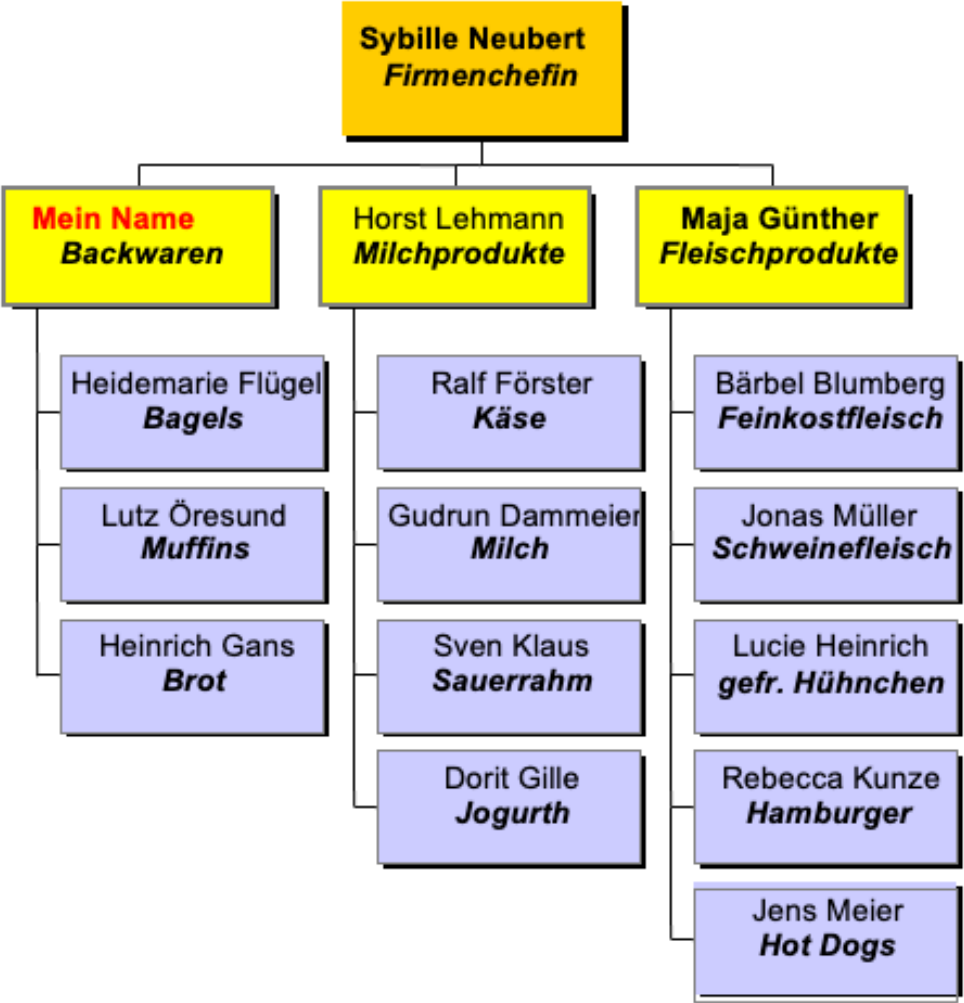 Sybille Neubert
Firmenchefin
Mein Name
Backwaren
Horst Lehmann
Milchprodukte
Maja Günther
Fleischprodukte
Heidemarie Flügel
Bagels
Lutz Öresund
Muffins
Heinrich Gans
Brot
Ralf Förster
Käse
Gudrun Dammeier
Milch
Sven Klaus
Sauerrahm
Dorit Gille
Jogurth
Bärbel Blumberg
Feinkostfleisch
Jonas Müller
Schweinefleisch
Lucie Heinrich
gefr. Hühnchen
Rebecca Kunze
Hamburger
Jens Meier
Hot Dogs